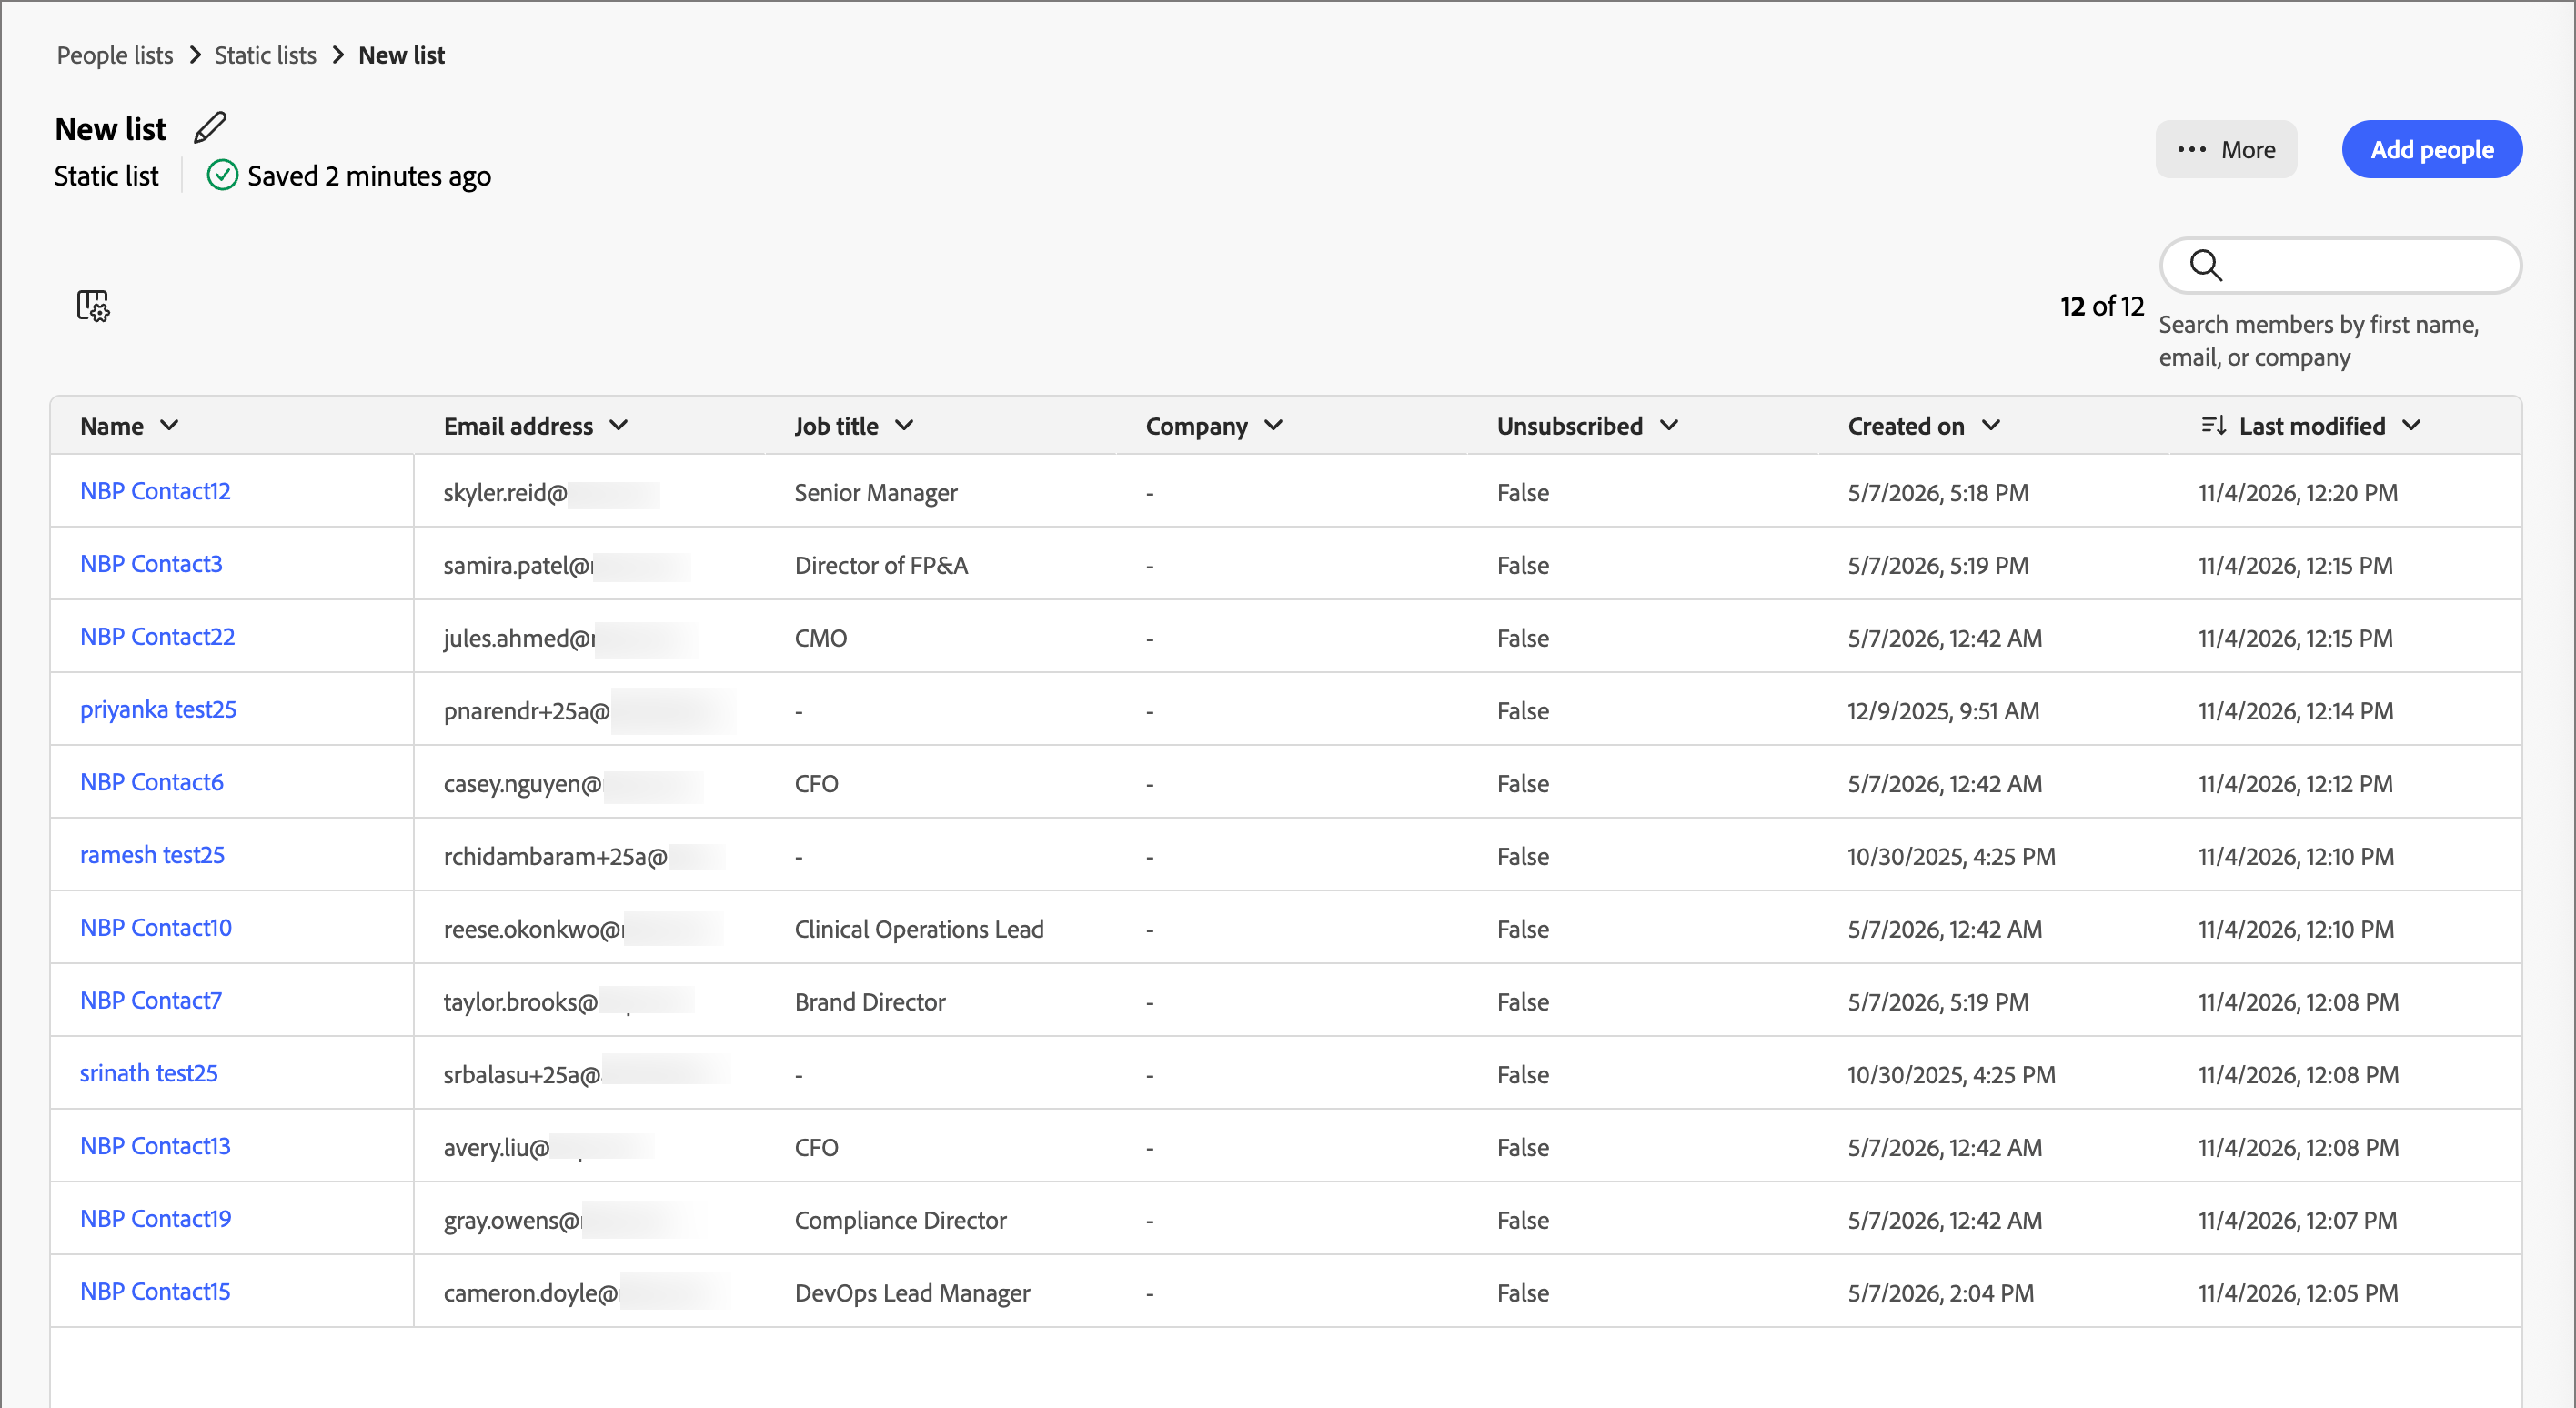 People lists > Static lists > New list
New list
Static list Saved 2 minutes ago
••• More
Add people
12 of 12
Search members by first name,
email, or company
Name Email address Job title Company Unsubscribed Created on Last modified
NBP Contact12 skyler.reid@ Senior Manager - False 5/7/2026, 5:18 PM 11/4/2026, 12:20 PM
NBP Contact3 samira.patel@ Director of FP&A - False 5/7/2026, 5:19 PM 11/4/2026, 12:15 PM
NBP Contact22 jules.ahmed@ CMO - False 5/7/2026, 12:42 AM 11/4/2026, 12:15 PM
priyanka test25 pnarendr+25a@ - - False 12/9/2025, 9:51 AM 11/4/2026, 12:14 PM
NBP Contact6 casey.nguyen@ CFO - False 5/7/2026, 12:42 AM 11/4/2026, 12:12 PM
ramesh test25 rchidambaram+25a@ - - False 10/30/2025, 4:25 PM 11/4/2026, 12:10 PM
NBP Contact10 reese.okonkwo@ Clinical Operations Lead - False 5/7/2026, 12:42 AM 11/4/2026, 12:10 PM
NBP Contact7 taylor.brooks@ Brand Director - False 5/7/2026, 5:19 PM 11/4/2026, 12:08 PM
srinath test25 srbalasu+25a@ - - False 10/30/2025, 4:25 PM 11/4/2026, 12:08 PM
NBP Contact13 avery.liu@ CFO - False 5/7/2026, 12:42 AM 11/4/2026, 12:08 PM
NBP Contact19 gray.owens@ Compliance Director - False 5/7/2026, 12:42 AM 11/4/2026, 12:07 PM
NBP Contact15 cameron.doyle@ DevOps Lead Manager - False 5/7/2026, 2:04 PM 11/4/2026, 12:05 PM